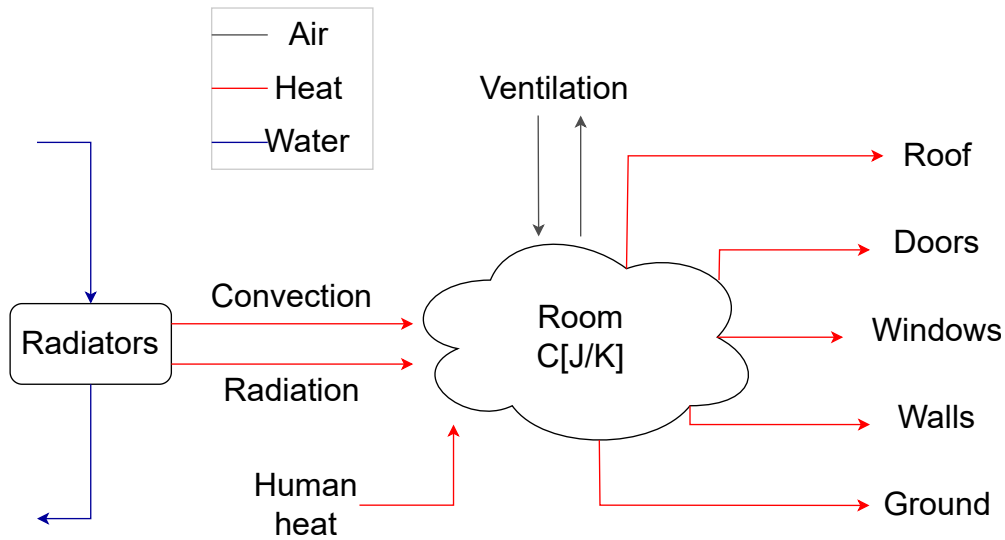 Air
Heat
Water
Ventilation
Roof
Doors
Windows
Walls
Ground
Convection
Radiators
Radiation
Room
C[J/K]
Human
heat